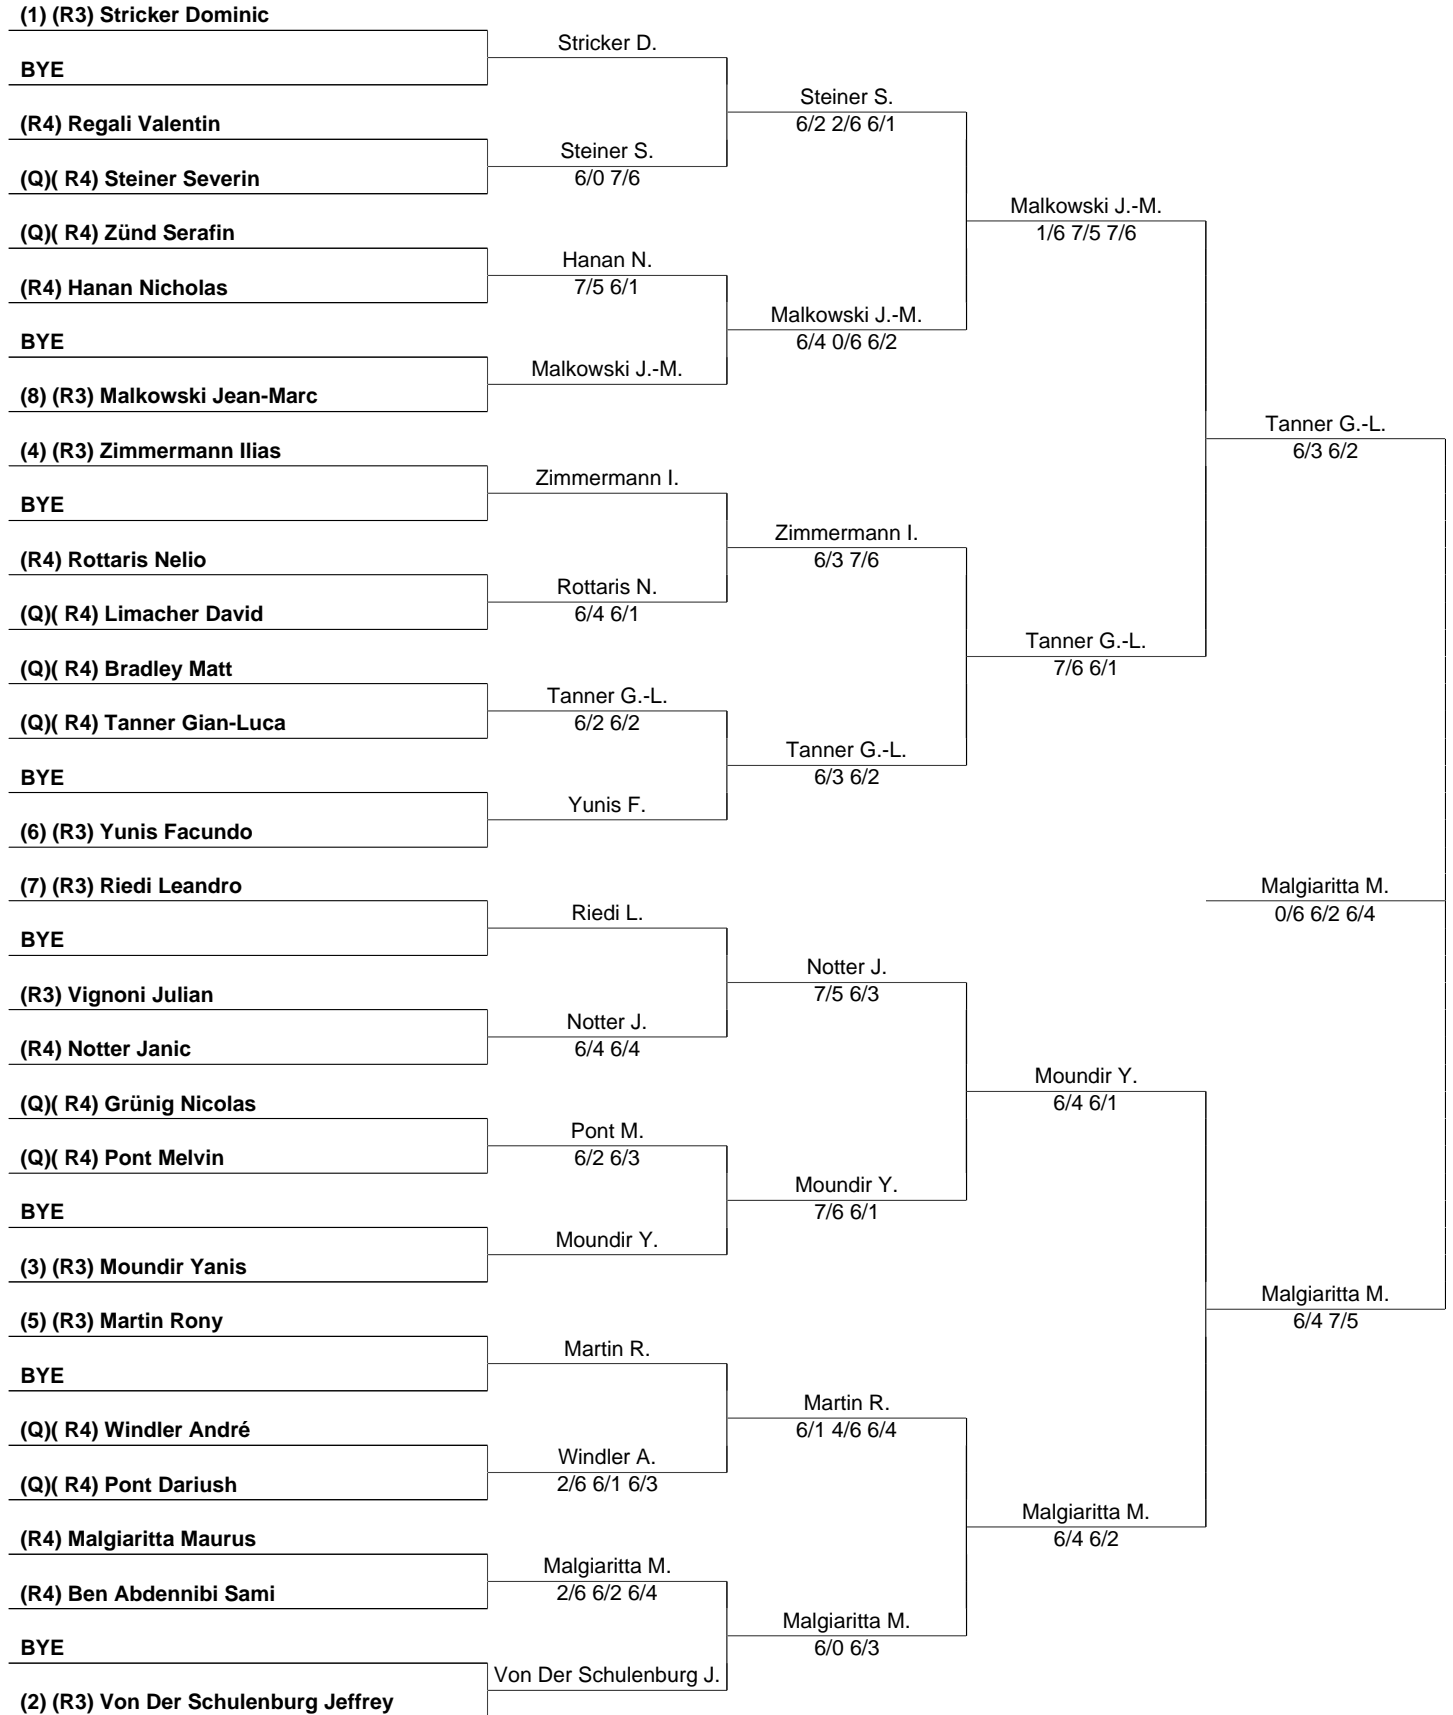 (1) (R3) Stricker Dominic
BYE
(R4) Regali Valentin
(Q)( R4) Steiner Severin
(Q)( R4) Zünd Serafin
(R4) Hanan Nicholas
BYE
(8) (R3) Malkowski Jean-Marc
(4) (R3) Zimmermann Ilias
BYE
(R4) Rottaris Nelio
(Q)( R4) Limacher David
(Q)( R4) Bradley Matt
(Q)( R4) Tanner Gian-Luca
BYE
(6) (R3) Yunis Facundo
(7) (R3) Riedi Leandro
BYE
(R3) Vignoni Julian
(R4) Notter Janic
(Q)( R4) Grünig Nicolas
(Q)( R4) Pont Melvin
BYE
(3) (R3) Moundir Yanis
(5) (R3) Martin Rony
BYE
(Q)( R4) Windler André
(Q)( R4) Pont Dariush
(R4) Malgiaritta Maurus
(R4) Ben Abdennibi Sami
BYE
(2) (R3) Von Der Schulenburg Jeffrey
Stricker D.
Steiner S.
6/0 7/6
Hanan N.
7/5 6/1
Malkowski J.-M.
Zimmermann I.
Rottaris N.
6/4 6/1
Tanner G.-L.
6/2 6/2
Yunis F.
Riedi L.
Notter J.
6/4 6/4
Pont M.
6/2 6/3
Moundir Y.
Martin R.
Windler A.
2/6 6/1 6/3
Malgiaritta M.
2/6 6/2 6/4
Von Der Schulenburg J.
Steiner S.
6/2 2/6 6/1
Malkowski J.-M.
6/4 0/6 6/2
Zimmermann I.
6/3 7/6
Tanner G.-L.
6/3 6/2
Notter J.
7/5 6/3
Moundir Y.
7/6 6/1
Martin R.
6/1 4/6 6/4
Malgiaritta M.
6/0 6/3
Malkowski J.-M.
1/6 7/5 7/6
Tanner G.-L.
7/6 6/1
Moundir Y.
6/4 6/1
Malgiaritta M.
6/4 6/2
Tanner G.-L.
6/3 6/2
Malgiaritta M.
0/6 6/2 6/4
Malgiaritta M.
6/4 7/5